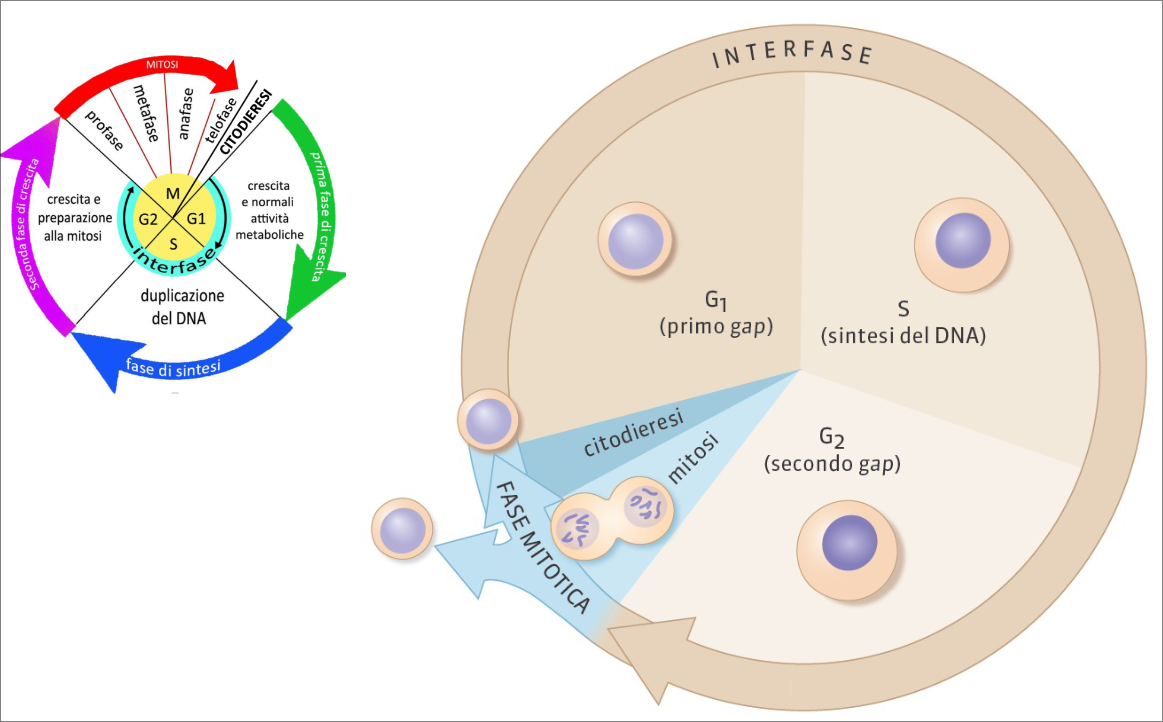 MITOSI
profase
metafase
anafase
telofase
CITODIERESI
prima fase di crescita
Seconda fase di crescita
crescita e
preparazione
alla mitosi
M
G2
G1
S
interfase
crescita
e normali
attività
metaboliche
duplicazione
del DNA
fase di sintesi
INTERFASE
G1
(primo gap)
S
(sintesi del DNA)
G2
(secondo gap)
citodieresi
mitosi
FASE MITOTICA